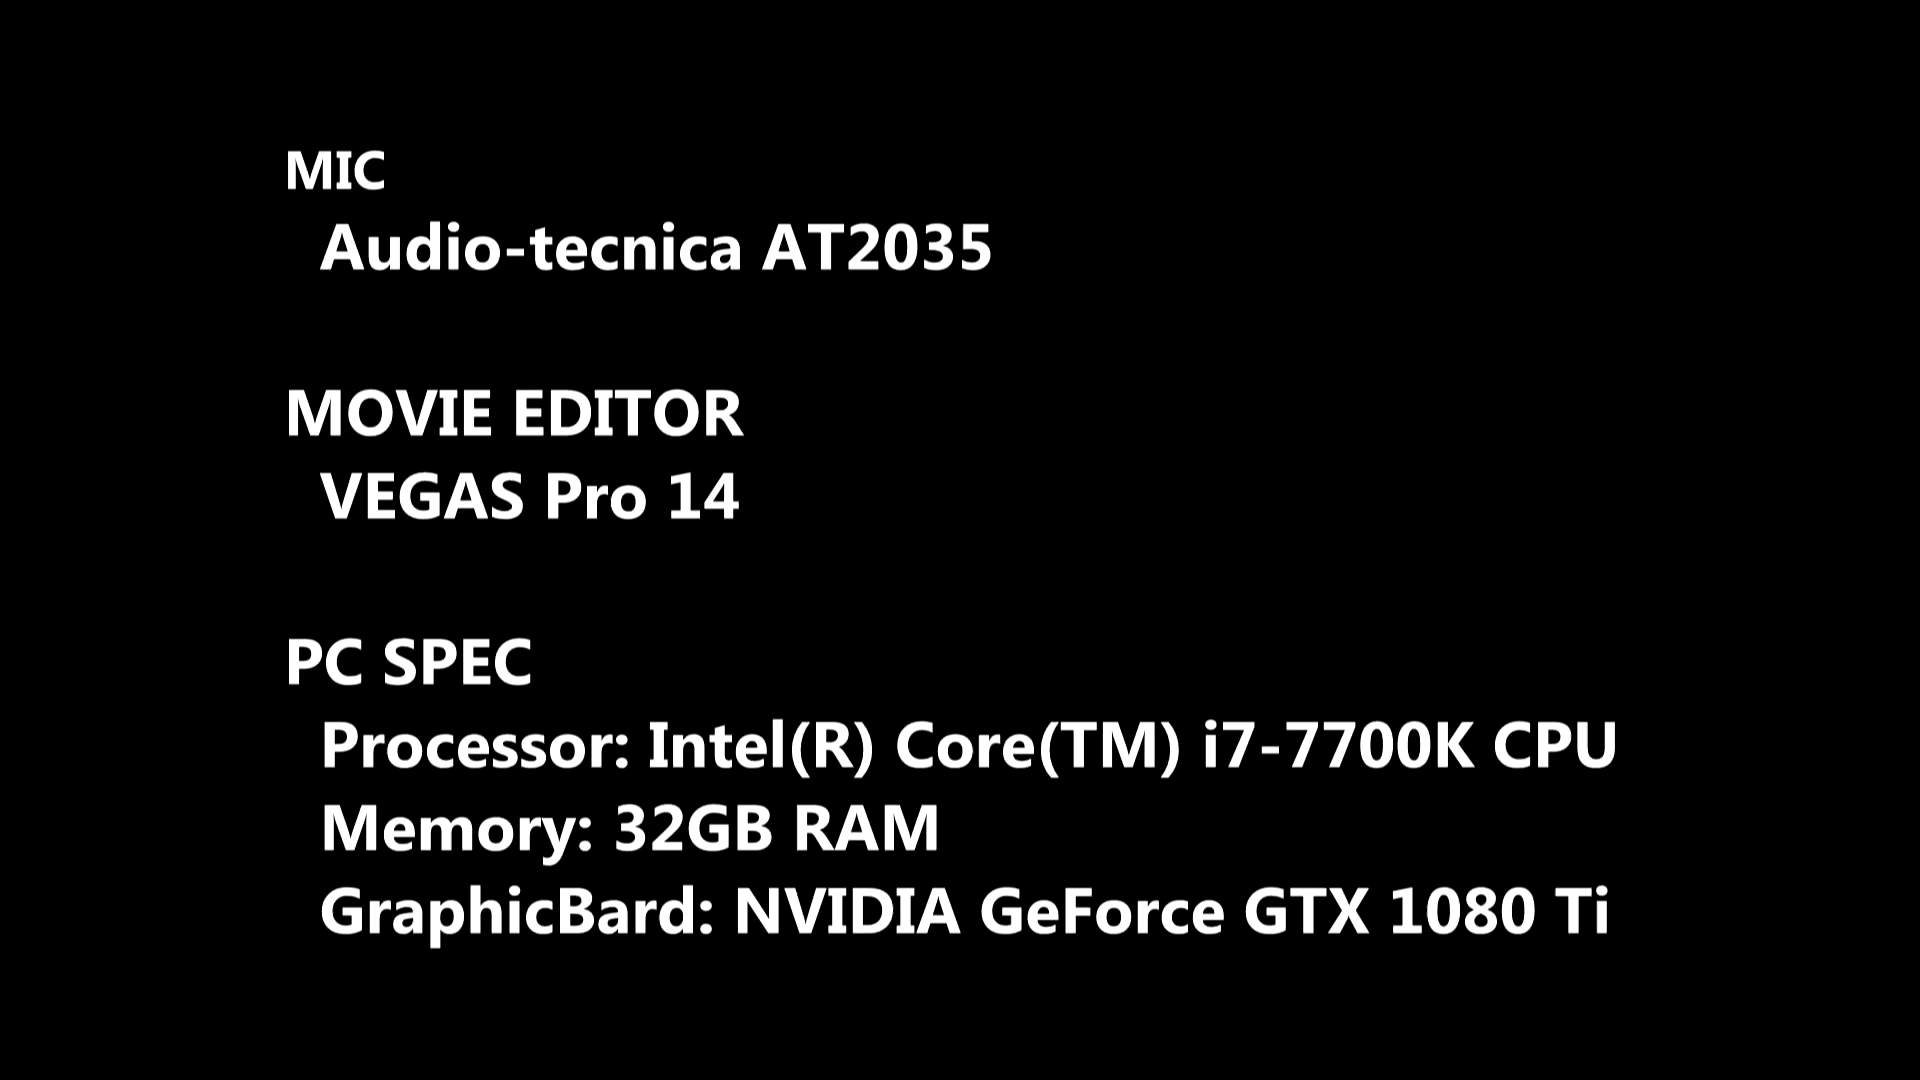 MIC
Audio-tecnica AT2035
MOVIE EDITOR
VEGAS Pro 14
PC SPEC
Processor: Intel(R) Core(TM) i7-7700K CPU
Memory: 32GB RAM
GraphicBard: NVIDIA GeForce GTX 1080 Ti